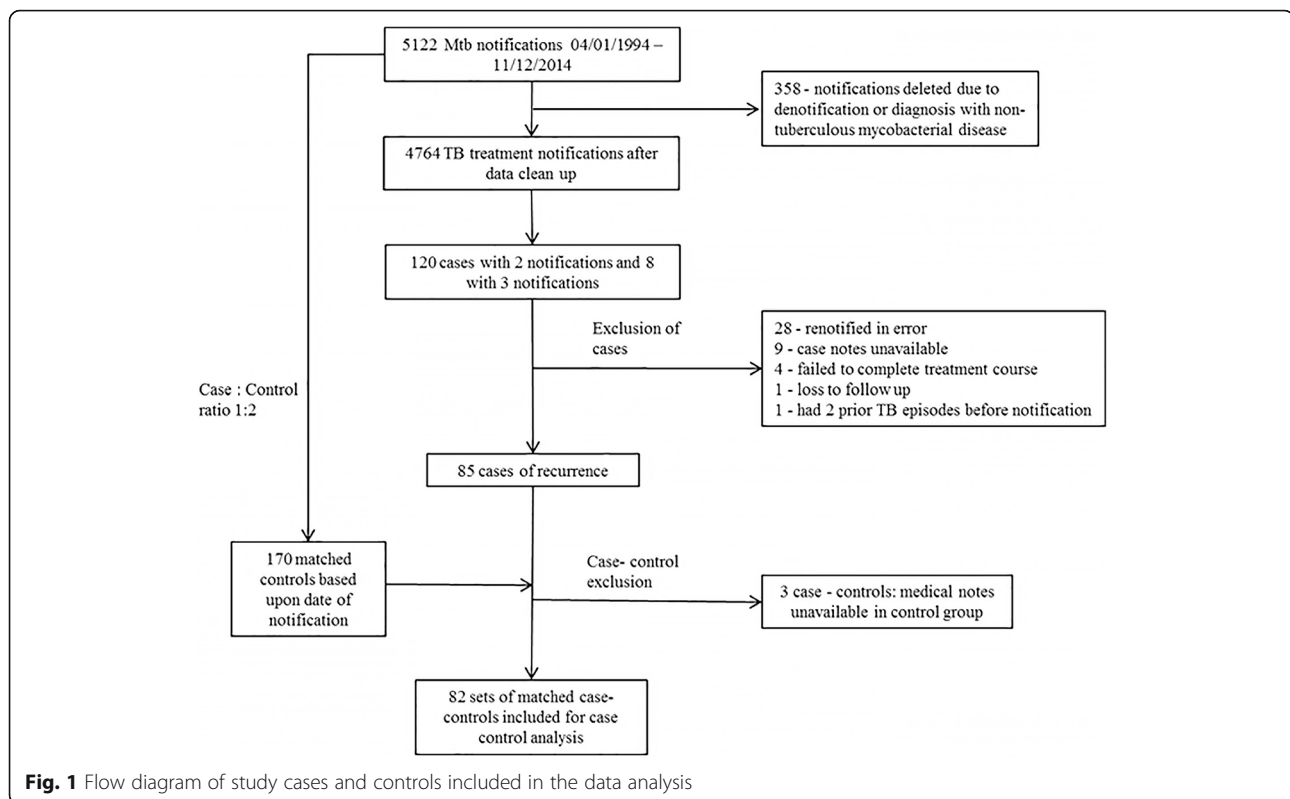 5122 Mtb notifications 04/01/1994 –
11/12/2014
358 - notifications deleted due to
denotification or diagnosis with non-
tuberculous mycobacterial disease
4764 TB treatment notifications after
data clean up
120 cases with 2 notifications and 8
with 3 notifications
Exclusion of
cases
28 - renotified in error
9 - case notes unavailable
4 - failed to complete treatment course
1 - loss to follow up
1 - had 2 prior TB episodes before notification
Case : Control
ratio 1:2
85 cases of recurrence
170 matched
controls based
upon date of
notification
Case- control
exclusion
3 case - controls: medical notes
unavailable in control group
82 sets of matched case-
controls included for case
control analysis
Fig. 1 Flow diagram of study cases and controls included in the data analysis